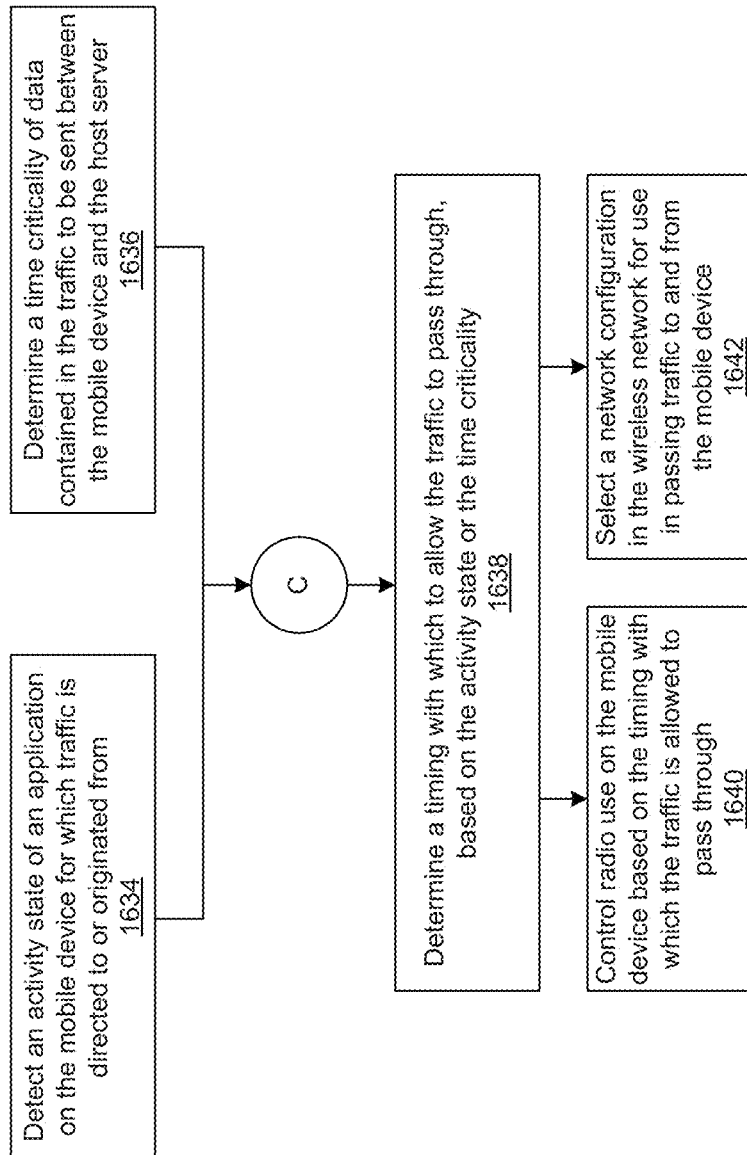 Detect an activity state of an application
on the mobile device for which traffic is
directed to or originated from
1634
Determine a time criticality of data
contained in the traffic to be sent between
the mobile device and the host server
1636
C
Determine a timing with which to allow the traffic to pass through,
based on the activity state or the time criticality
1638
Control radio use on the mobile
device based on the timing with
which the traffic is allowed to
pass through
1640
Select a network configuration
in the wireless network for use
in passing traffic to and from
the mobile device
1642